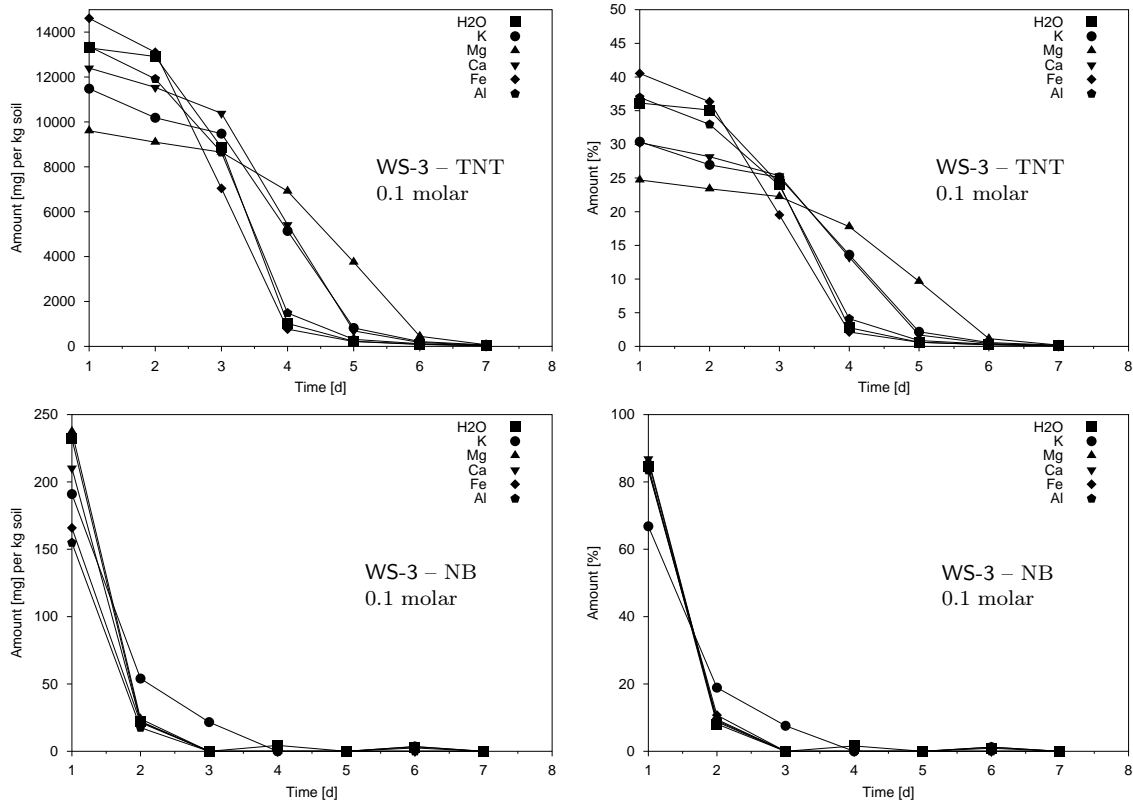 14000
12000
10000
8000
6000
4000
2000
0
1 2 3 4 5 6 7 8
Amount [mg] per kg soil
Time [d]
H2O
K
Mg
Ca
Fe
Al
WS-3 – TNT
0.1 molar
50
45
40
35
30
25
20
15
10
5
0
1 2 3 4 5 6 7 8
Amount [%]
Time [d]
H2O
K
Mg
Ca
Fe
Al
WS-3 – TNT
0.1 molar
250
200
150
100
50
0
1 2 3 4 5 6 7 8
Amount [mg] per kg soil
Time [d]
H2O
K
Mg
Ca
Fe
Al
WS-3 – NB
0.1 molar
100
80
60
40
20
0
1 2 3 4 5 6 7 8
Amount [%]
Time [d]
H2O
K
Mg
Ca
Fe
Al
WS-3 – NB
0.1 molar